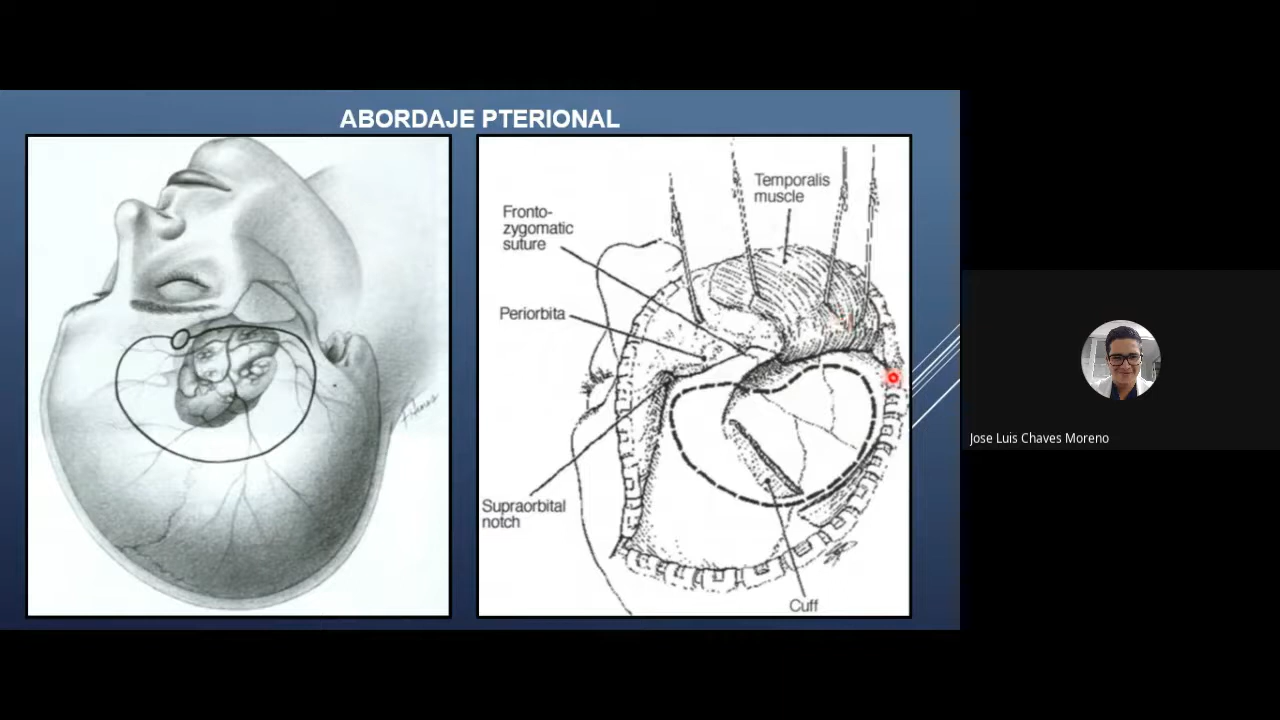 ABORDAJE PTERIONAL
Temporalis
muscle
Fronto-
zygomatic
suture
Periorbita
Supraorbital
notch
Cuff
Jose Luis Chaves Moreno